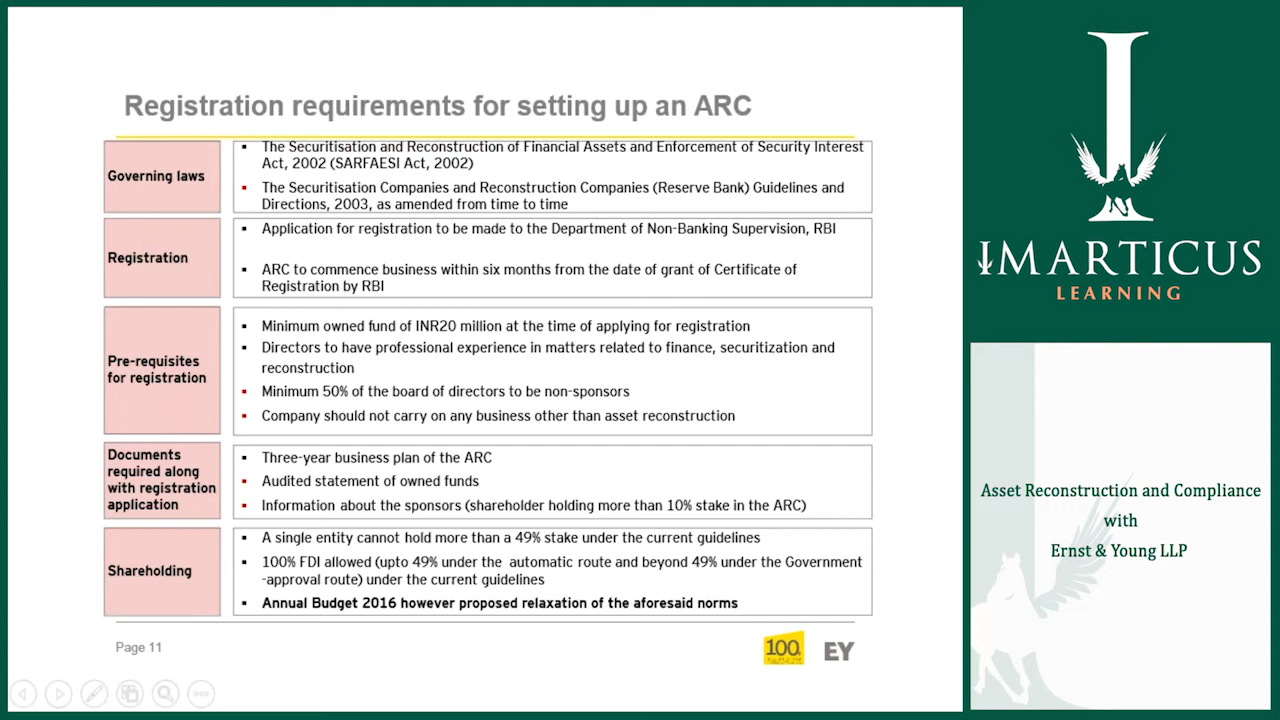 Registration requirements for setting up an ARC
Governing laws
▪ The Securitisation and Reconstruction of Financial Assets and Enforcement of Security Interest
Act, 2002 (SARFAESI Act, 2002)
▪ The Securitisation Companies and Reconstruction Companies (Reserve Bank) Guidelines and
Directions, 2003, as amended from time to time
Registration
▪ Application for registration to be made to the Department of Non-Banking Supervision, RBI
▪ ARC to commence business within six months from the date of grant of Certificate of
Registration by RBI
Pre-requisites
for registration
▪ Minimum owned fund of INR20 million at the time of applying for registration
▪ Directors to have professional experience in matters related to finance, securitization and
reconstruction
▪ Minimum 50% of the board of directors to be non-sponsors
▪ Company should not carry on any business other than asset reconstruction
Documents
required along
with registration
application
▪ Three-year business plan of the ARC
▪ Audited statement of owned funds
▪ Information about the sponsors (shareholder holding more than 10% stake in the ARC)
Shareholding
▪ A single entity cannot hold more than a 49% stake under the current guidelines
▪ 100% FDI allowed (upto 49% under the automatic route and beyond 49% under the Government
-approval route) under the current guidelines
▪ Annual Budget 2016 however proposed relaxation of the aforesaid norms
Page 11
100
EY
IMARTICUS
LEARNING
Asset Reconstruction and Compliance
with
Ernst & Young LLP